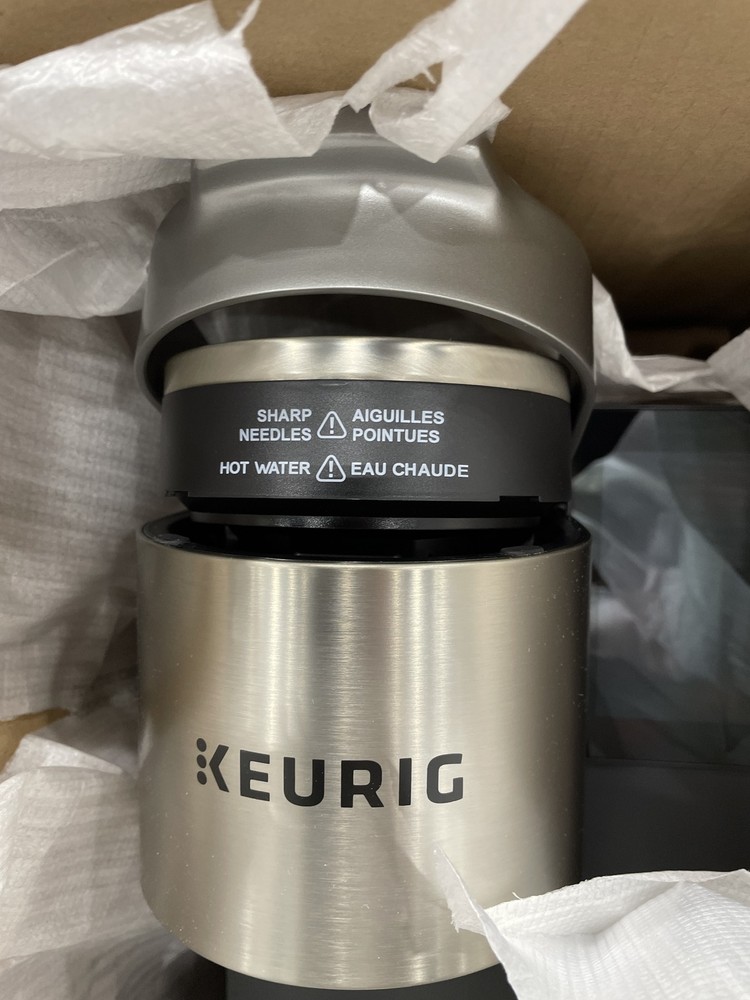 SHARP AIGUILLES
NEEDLES POINTUES
HOT WATER EAU CHAUDE
KEURIG